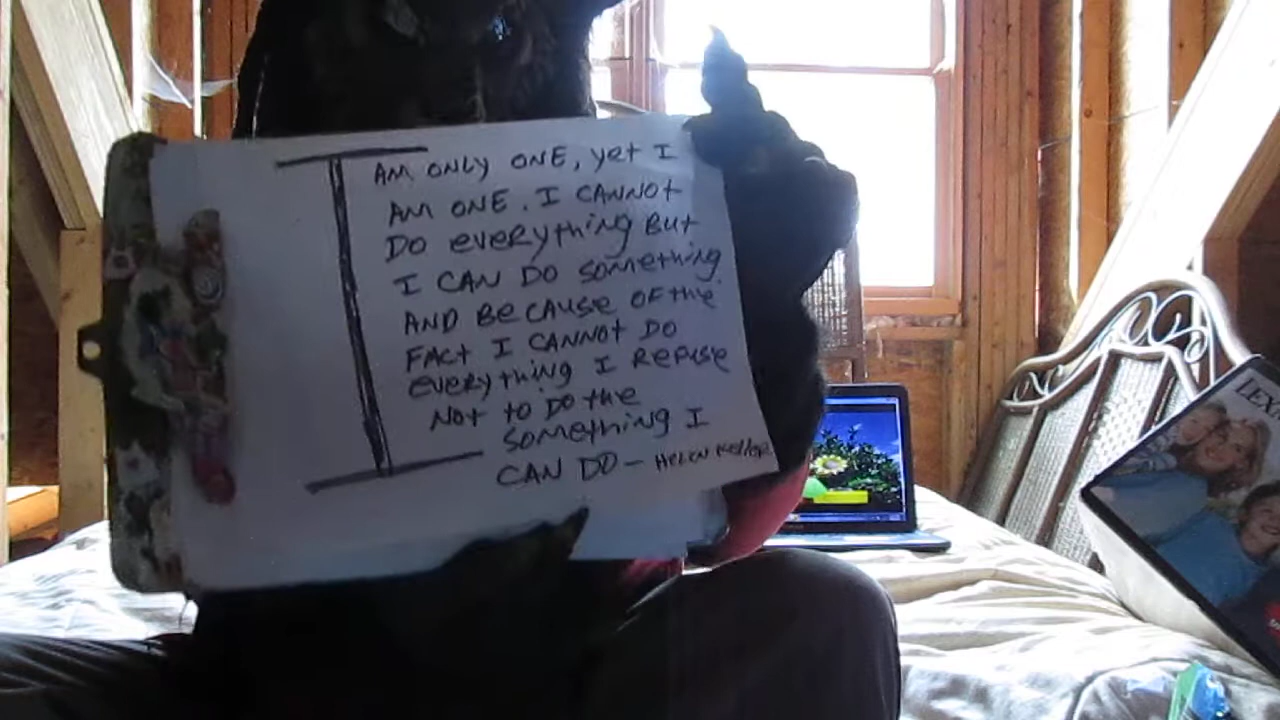 I AM ONLY ONE, yet I
AM ONE. I CANNOT
DO everything But
I CAN DO something
AND BECAUSE OF the
FACT I CANNOT DO
everything I REFUSE
NOT to DO the
something I
CAN DO – HELEN Keller
LEX